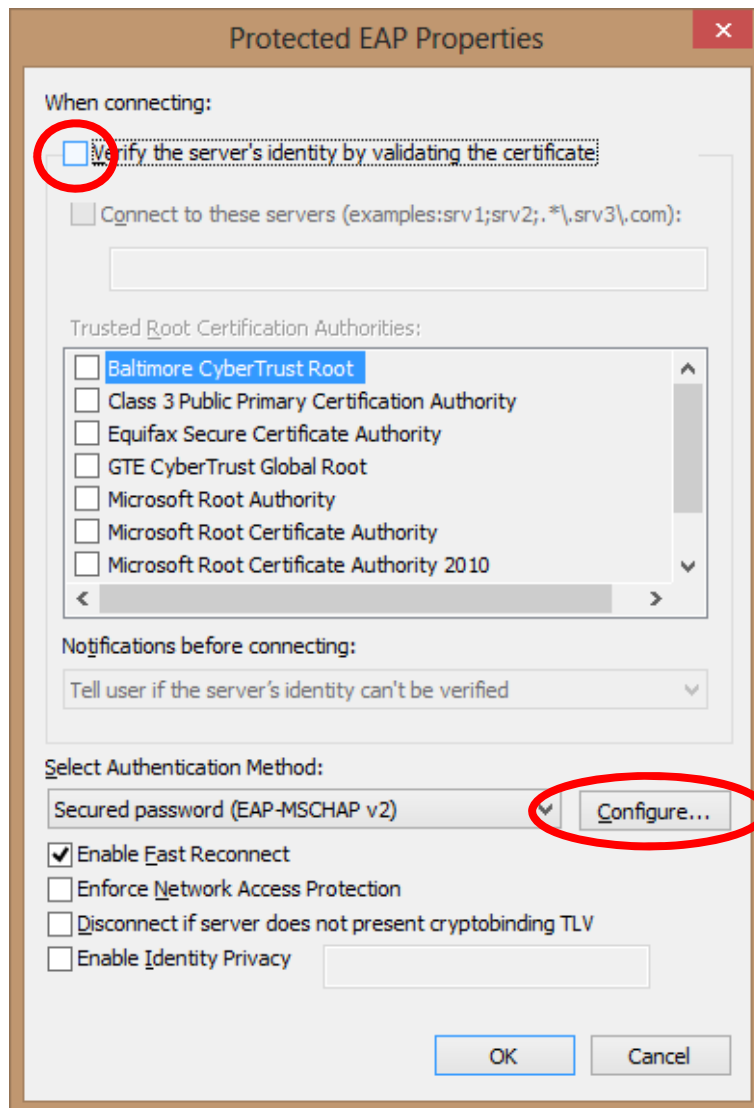 Protected EAP Properties
When connecting:
Verify the server's identity by validating the certificate
Connect to these servers (examples:srv1;srv2;.*\.srv3\.com):
Trusted Root Certification Authorities:
Baltimore CyberTrust Root
Class 3 Public Primary Certification Authority
Equifax Secure Certificate Authority
GTE CyberTrust Global Root
Microsoft Root Authority
Microsoft Root Certificate Authority
Microsoft Root Certificate Authority 2010
Notifications before connecting:
Tell user if the server's identity can't be verified
Select Authentication Method:
Secured password (EAP-MSCHAP v2) Configure...
Enable Fast Reconnect
Enforce Network Access Protection
Disconnect if server does not present cryptobinding TLV
Enable Identity Privacy
OK Cancel